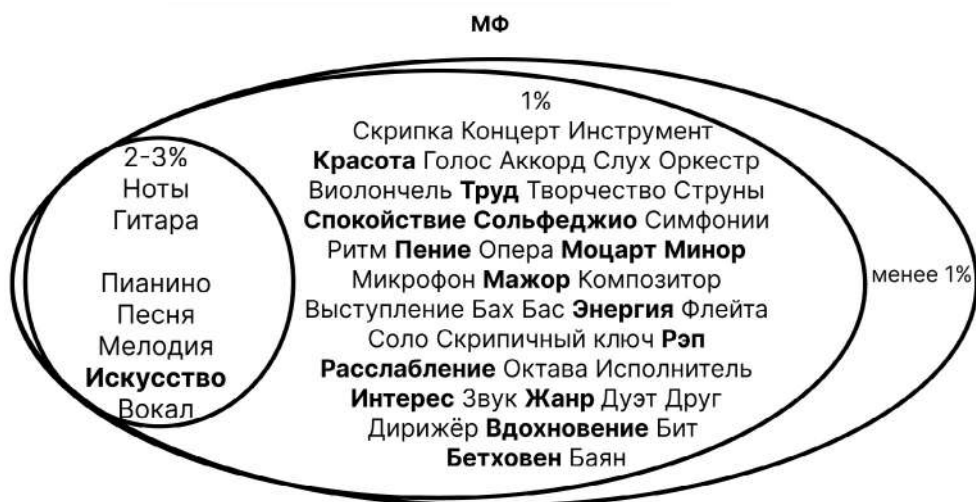 МФ
2-3%
Ноты
Гитара
Пианино
Песня
Мелодия
Искусство
Вокал
1%
Скрипка Концерт Инструмент
Красота Голос Аккорд Слух Оркестр
Виолончель Труд Творчество Струны
Спокойствие Сольфеджио Симфонии
Ритм Пение Опера Моцарт Минор
Микрофон Мажор Композитор
Выступление Бах Бас Энергия Флейта
Соло Скрипичный ключ Рэп
Расслабление Октава Исполнитель
Интерес Звук Жанр Дуэт Друг
Дирижёр Вдохновение Бит
Бетховен Баян
менее 1%